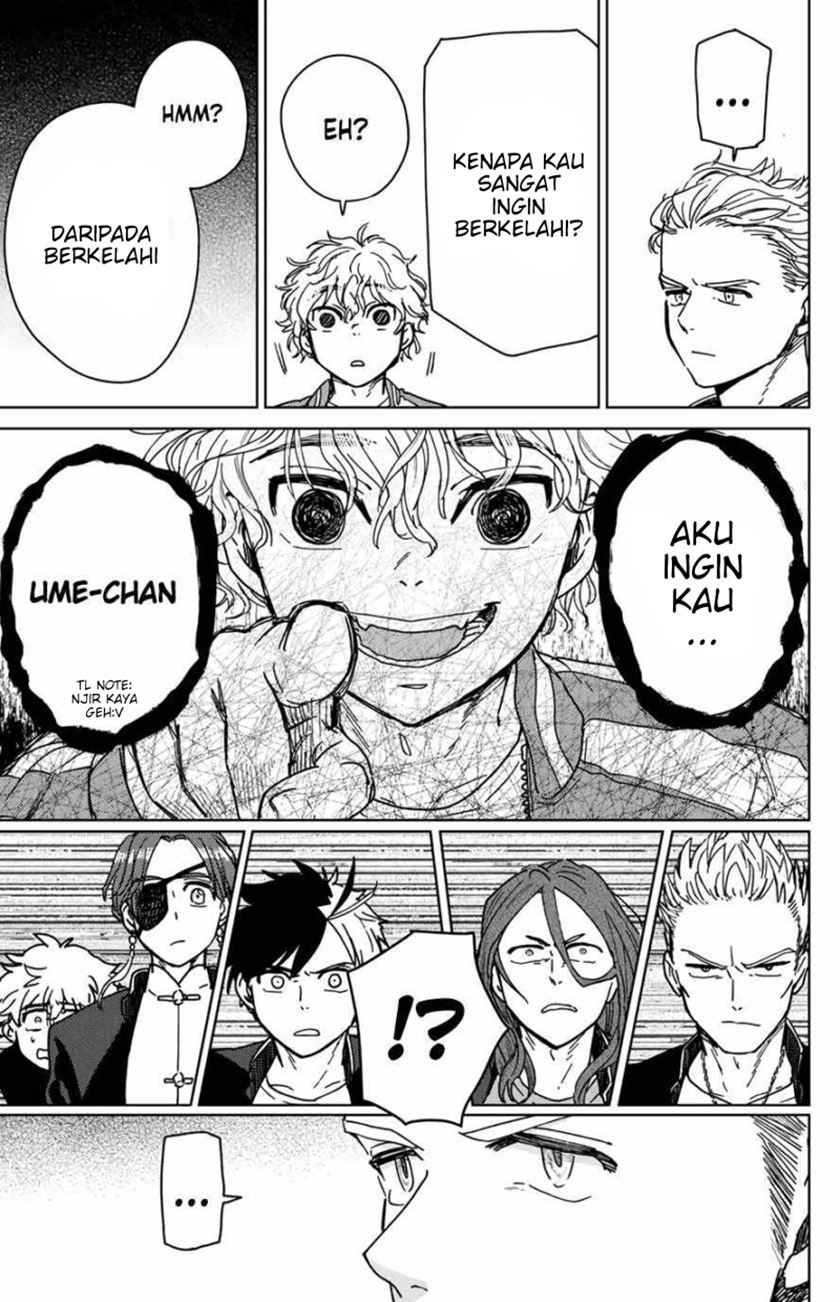 ...
KENAPA KAU
SANGAT
INGIN
BERKELAHI?
EH?
HMM?
DARIPADA
BERKELAHI
AKU
INGIN
KAU
...
UME-CHAN
TL NOTE:
NJIR KAYA
GEH:V
!?
...